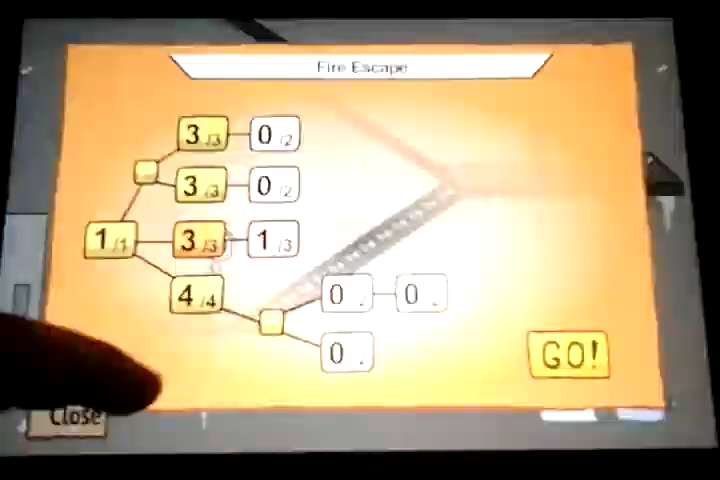 Fire Escape
3/3 0/2
3/3 0/2
1/1 3/3 1/3
4/4 0 0
0
GO!
Close